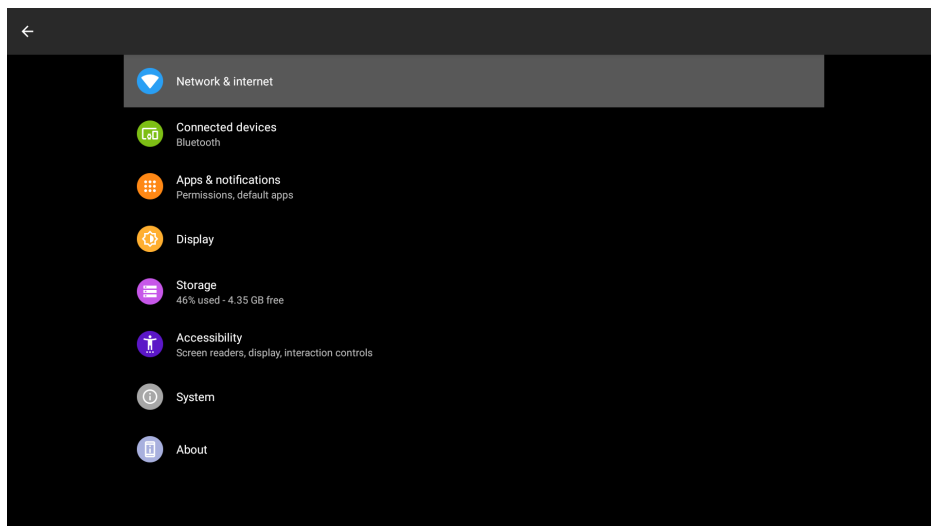 Network & internet
Connected devices
Bluetooth
Apps & notifications
Permissions, default apps
Display
Storage
46% used - 4.35 GB free
Accessibility
Screen readers, display, interaction controls
System
About